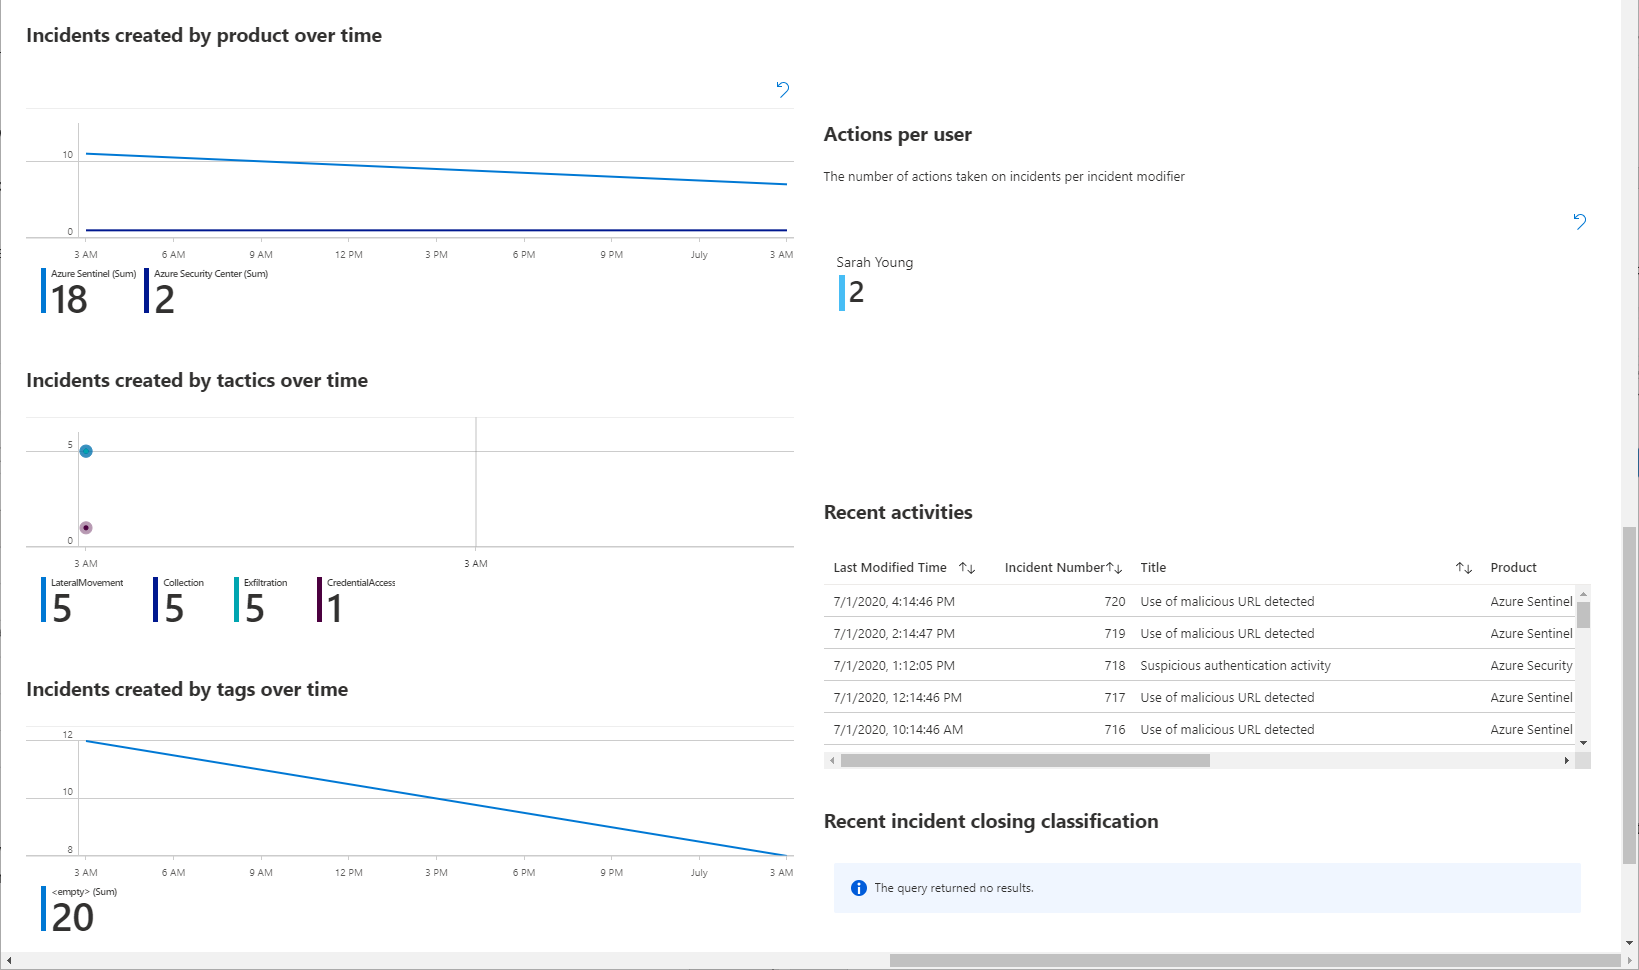 Incidents created by product over time
10
0
3 AM 6 AM 9 AM 12 PM 3 PM 6 PM 9 PM July 3 AM
Azure Sentinel (Sum) Azure Security Center (Sum)
18 2
Incidents created by tactics over time
5
0
3 AM 3 AM
LateralMovement Collection Exfiltration CredentialAccess
5 5 5 1
Incidents created by tags over time
12
10
8
3 AM 6 AM 9 AM 12 PM 3 PM 6 PM 9 PM July 3 AM
<empty> (Sum)
20
Actions per user
The number of actions taken on incidents per incident modifier
Sarah Young
2
Recent activities
Last Modified Time Incident Number Title Product
7/1/2020, 4:14:46 PM 720 Use of malicious URL detected Azure Sentinel
7/1/2020, 2:14:47 PM 719 Use of malicious URL detected Azure Sentinel
7/1/2020, 1:12:05 PM 718 Suspicious authentication activity Azure Security
7/1/2020, 12:14:46 PM 717 Use of malicious URL detected Azure Sentinel
7/1/2020, 10:14:46 AM 716 Use of malicious URL detected Azure Sentinel
Recent incident closing classification
The query returned no results.